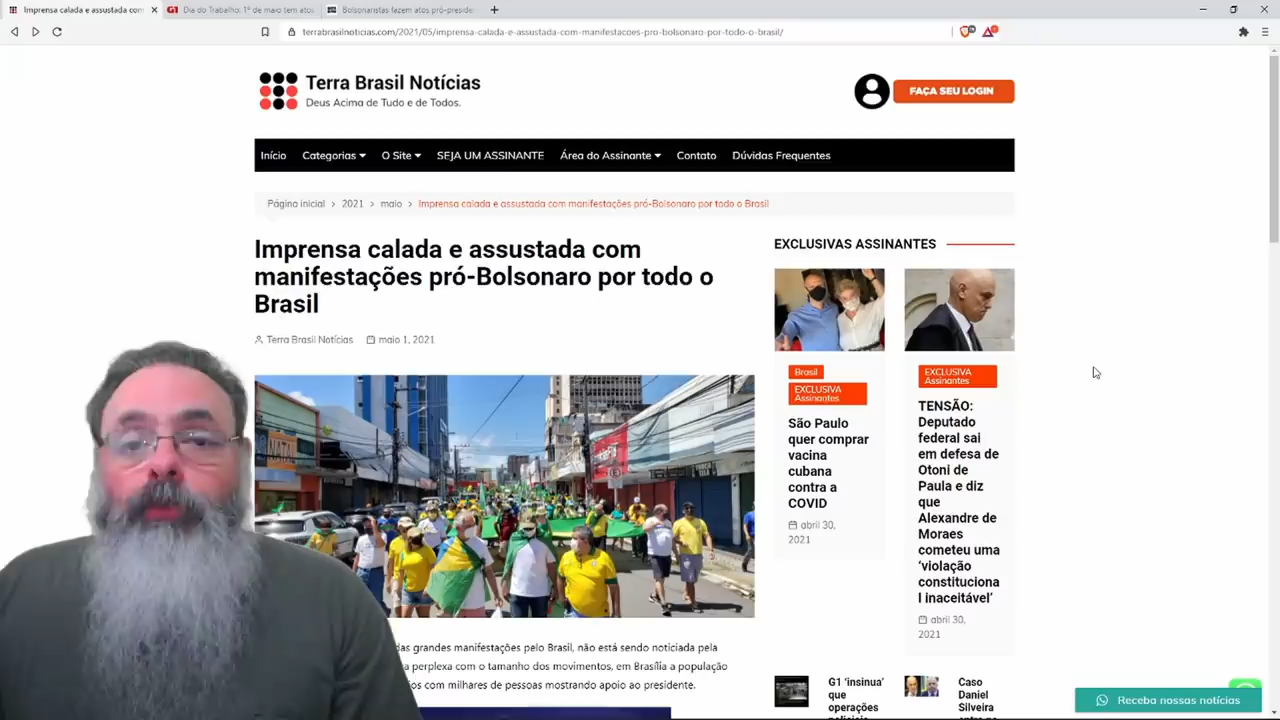 Imprensa calada e assustada com
Dia do Trabalho: 1º de maio tem atos
Bolsonaristas fazem atos pró-preside
terrabrasilnoticias.com/2021/05/imprensa-calada-e-assustada-com-manifestacoes-pro-bolsonaro-por-todo-o-brasil/
Terra Brasil Notícias
Deus Acima de Tudo e de Todos.
FAÇA SEU LOGIN
Início Categorias O Site SEJA UM ASSINANTE Área do Assinante Contato Dúvidas Frequentes
Página inicial > 2021 > maio > Imprensa calada e assustada com manifestações pró-Bolsonaro por todo o Brasil
Imprensa calada e assustada com
manifestações pró-Bolsonaro por todo o
Brasil
Terra Brasil Notícias maio 1, 2021
das grandes manifestações pelo Brasil, não está sendo noticiada pela
a perplexa com o tamanho dos movimentos, em Brasília a população
ios com milhares de pessoas mostrando apoio ao presidente.
EXCLUSIVAS ASSINANTES
Brasil
EXCLUSIVA
Assinantes
São Paulo
quer comprar
vacina
cubana
contra a
COVID
abril 30,
2021
EXCLUSIVA
Assinantes
TENSÃO:
Deputado
federal sai
em defesa de
Otoni de
Paula e diz
que
Alexandre de
Moraes
cometeu uma
‘violação
constituciona
l inaceitável’
abril 30,
2021
G1 ‘insinua’
que
operações
Caso
Daniel
Silveira
Receba nossas notícias